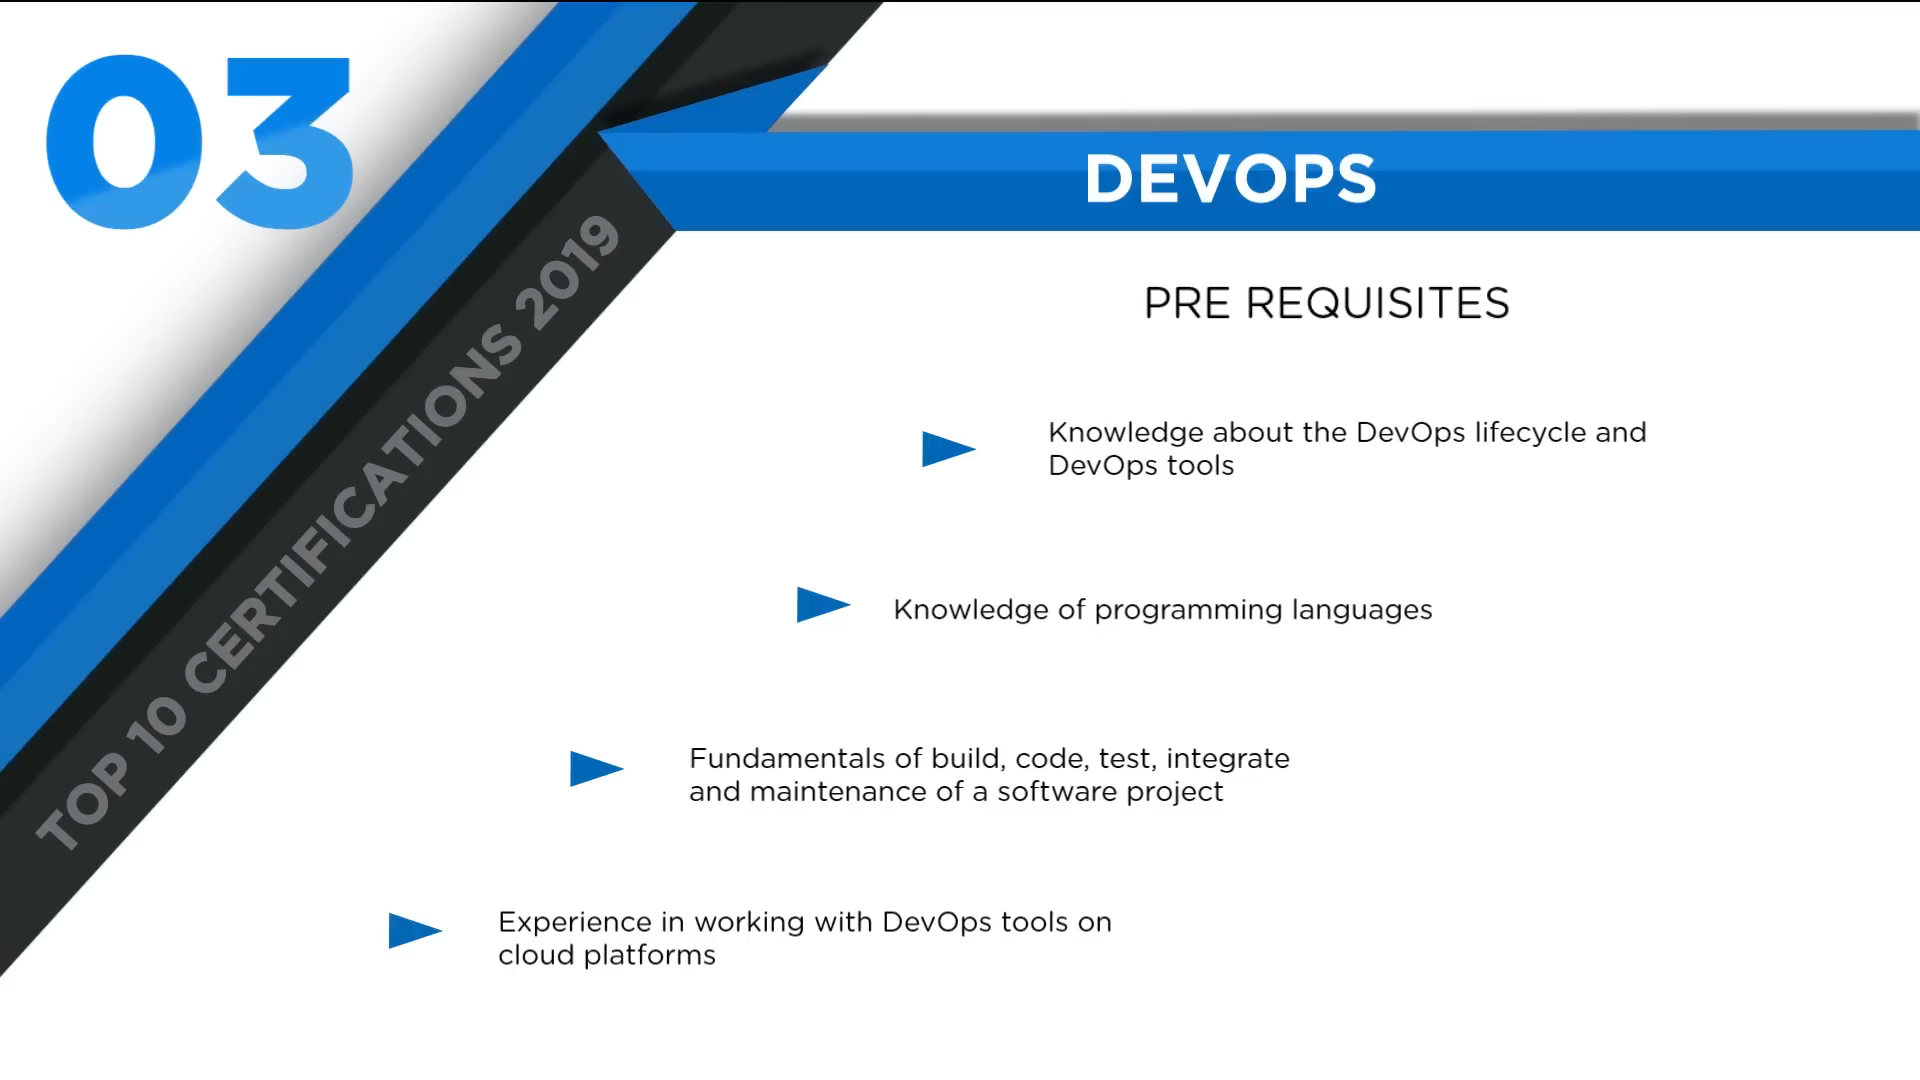 03
DEVOPS
TOP 10 CERTIFICATIONS 2019
PRE REQUISITES
Knowledge about the DevOps lifecycle and
DevOps tools
Knowledge of programming languages
Fundamentals of build, code, test, integrate
and maintenance of a software project
Experience in working with DevOps tools on
cloud platforms